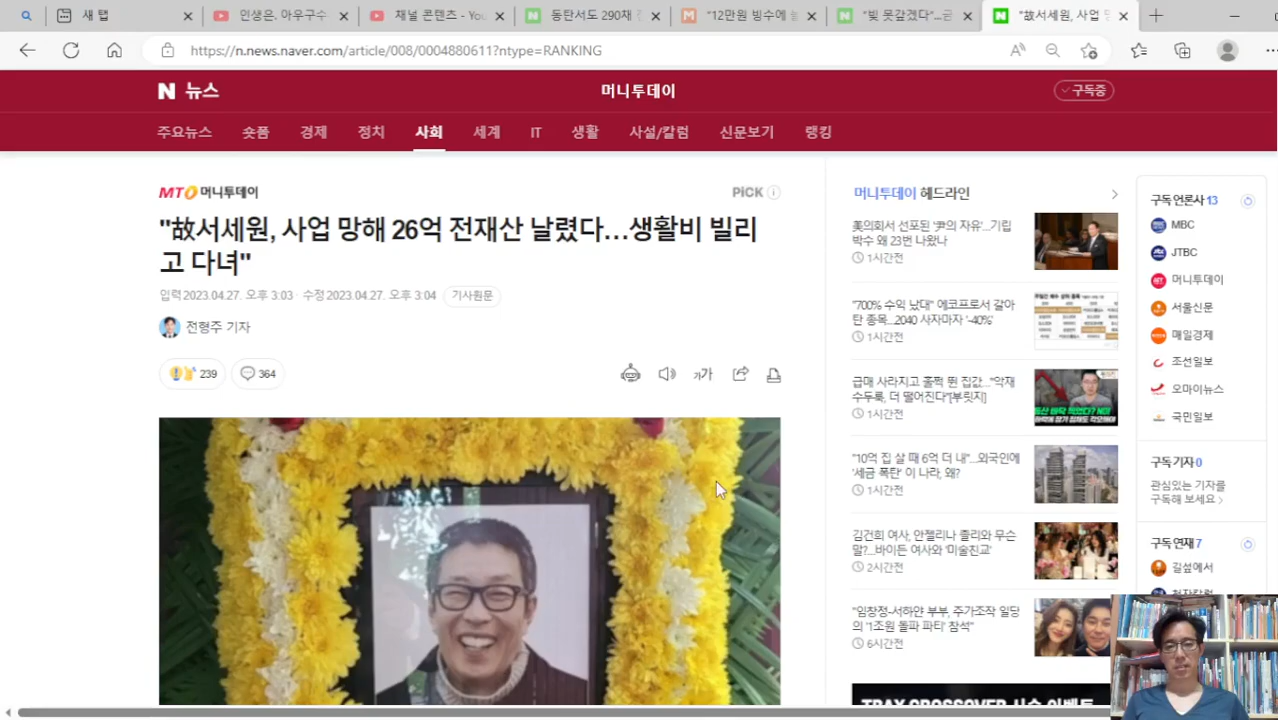 새 탭
인생은. 아우구수
채널 콘텐츠 - You
동탄서도 290채
"12만원 빙수에
"빚 못갚겠다"...금
"故서세원, 사업
https://n.news.naver.com/article/008/0004880611?ntype=RANKING
N 뉴스
머니투데이
구독중
주요뉴스 숏폼 경제 정치 사회 세계 IT 생활 사설/칼럼 신문보기 랭킹
MT 머니투데이
PiCK
"故서세원, 사업 망해 26억 전재산 날렸다…생활비 빌리
고 다녀"
입력2023.04.27. 오후 3:03 · 수정2023.04.27. 오후 3:04 기사원문
전형주 기자
239
364
가가
머니투데이 헤드라인
美의회서 선포된 '尹의 자유'...기립
박수 왜 23번 나왔나
1시간전
"700% 수익 났대" 에코프로서 갈아
탄 종목...2040 사자마자 '-40%'
1시간전
급매 사라지고 훌쩍 뛴 집값..."악재
수두룩, 더 떨어진다"[부릿지]
1시간전
"10억 집 살 때 6억 더 내"...외국인에
'세금 폭탄' 이 나라, 왜?
1시간전
김건희 여사, 안젤리나 졸리와 무슨
말?...바이든 여사와 '미술친교'
2시간전
"임창정-서하얀 부부, 주가조작 일당
의 '1조원 돌파 파티' 참석"
6시간전
구독 언론사 13
MBC
JTBC
머니투데이
서울신문
매일경제
조선일보
오마이뉴스
국민일보
구독 기자 0
관심있는 기자를
구독해 보세요
구독 연재 7
길섶에서